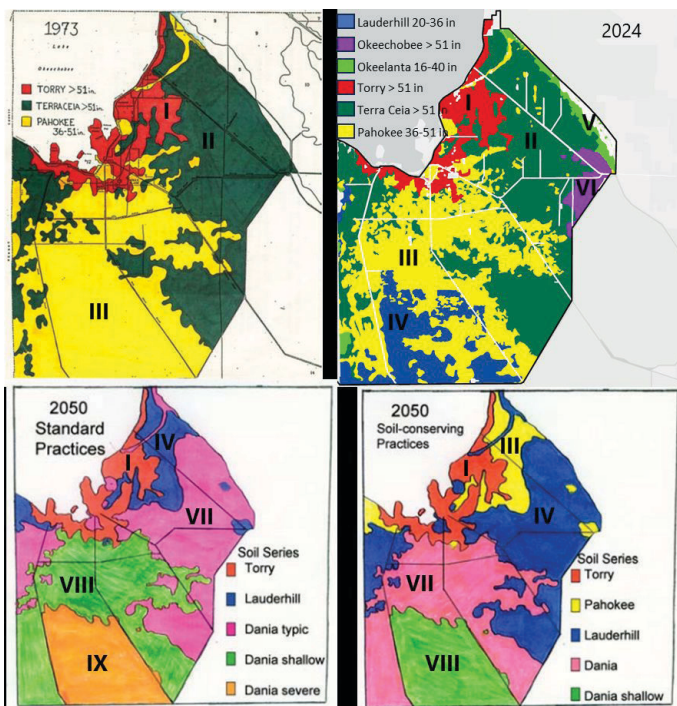 1973
Lake
Okeechobee
TORRY >51 in.
TERRACEIA >51 in.
PAHOKEE
36-51 in.
I
II
III
Lauderhill 20-36 in
Okeechobee > 51 in
Okeelanta 16-40 in
Torry > 51 in
Terra Ceia > 51 in
Pahokee 36-51 in
2024
I
II
V
VI
III
IV
2050
Standard
Practices
IV
I
VII
VIII
IX
Soil Series
Torry
Lauderhill
Dania typic
Dania shallow
Dania severe
2050
Soil-conserving
Practices
III
I
IV
VII
VIII
Soil Series
Torry
Pahokee
Lauderhill
Dania
Dania shallow